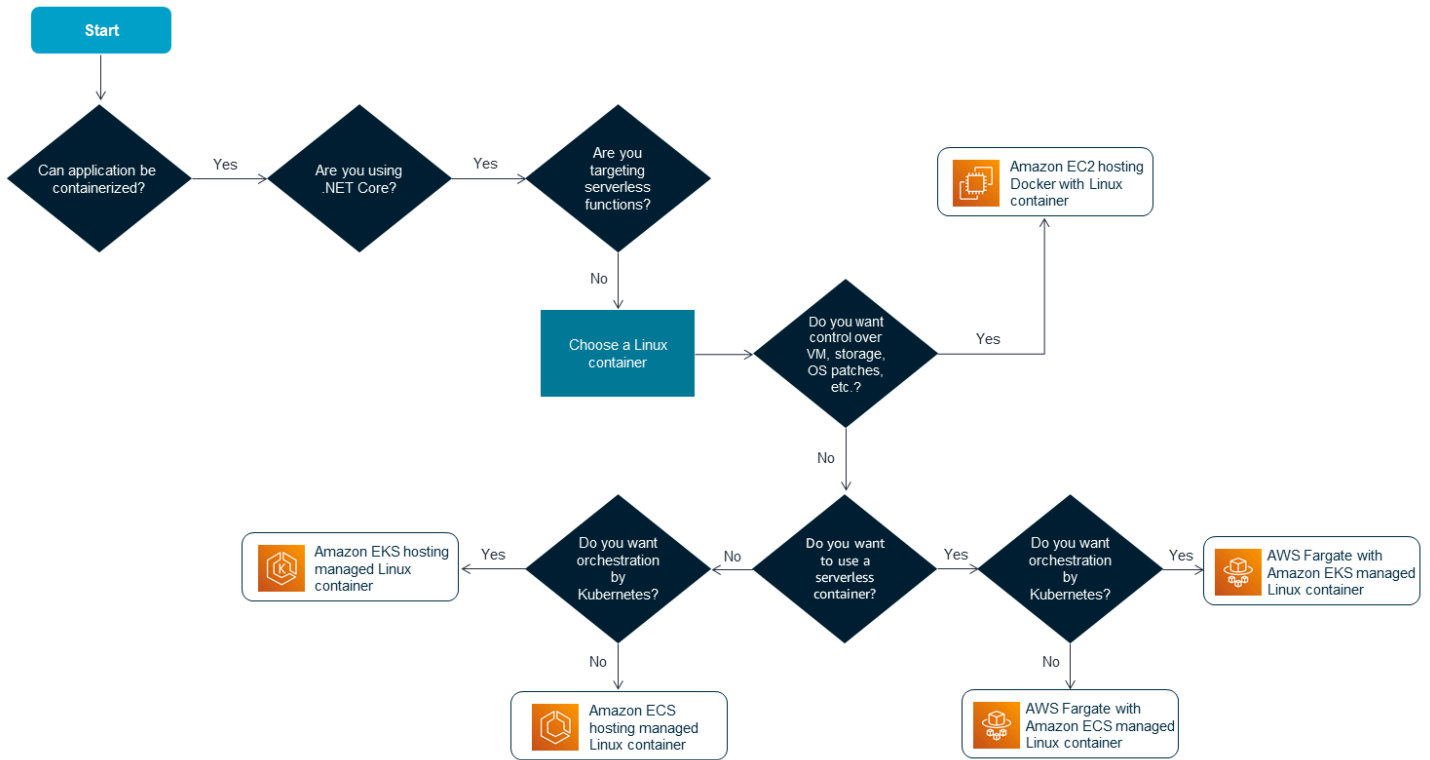 Start
Can application be
containerized?
Yes
Are you using
.NET Core?
Yes
Are you
targeting
serverless
functions?
No
Choose a Linux
container
Do you want
control over
VM, storage,
OS patches,
etc.?
Yes
Amazon EC2 hosting
Docker with Linux
container
No
Do you want
to use a
serverless
container?
No
Do you want
orchestration
by
Kubernetes?
Yes
Amazon EKS hosting
managed Linux
container
K
No
Amazon ECS
hosting managed
Linux container
Yes
Do you want
orchestration
by
Kubernetes?
Yes
AWS Fargate with
Amazon EKS managed
Linux container
No
AWS Fargate with
Amazon ECS managed
Linux container